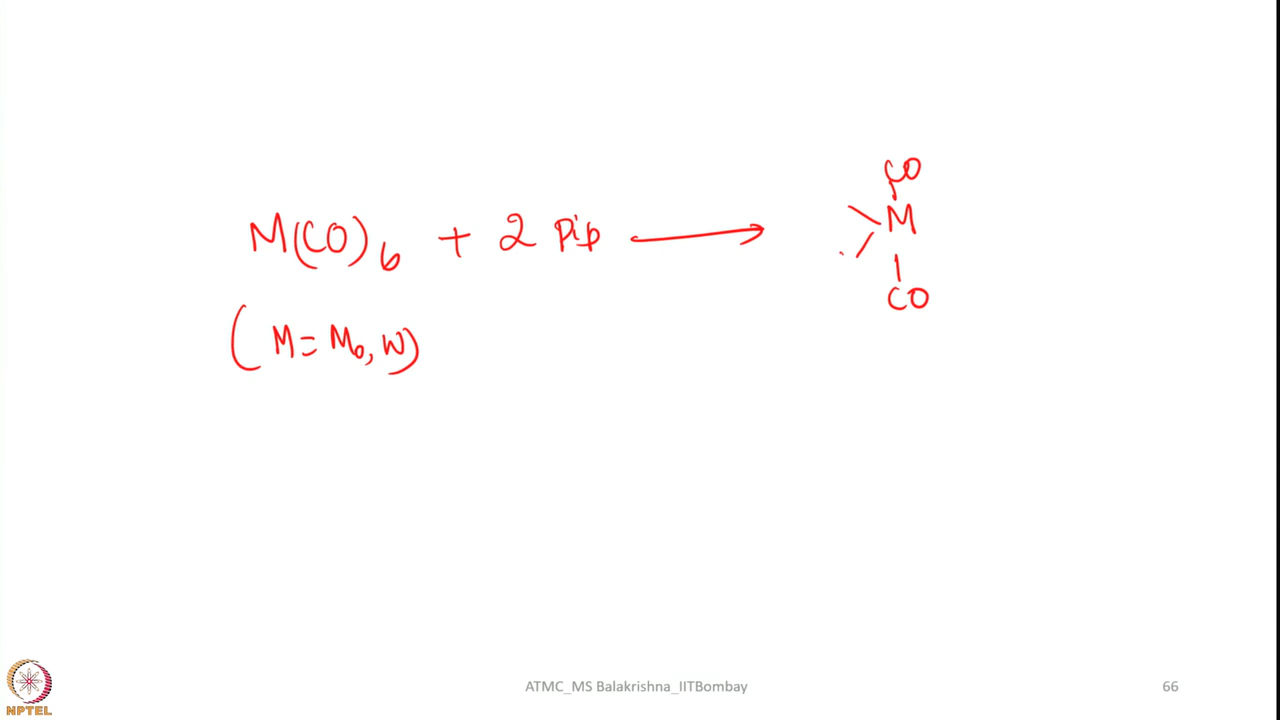 CO
M(CO)6 + 2 pip ⟶ M
CO
(M = Mo, W)
NPTEL
ATMC_MS Balakrishna_IITBombay
66